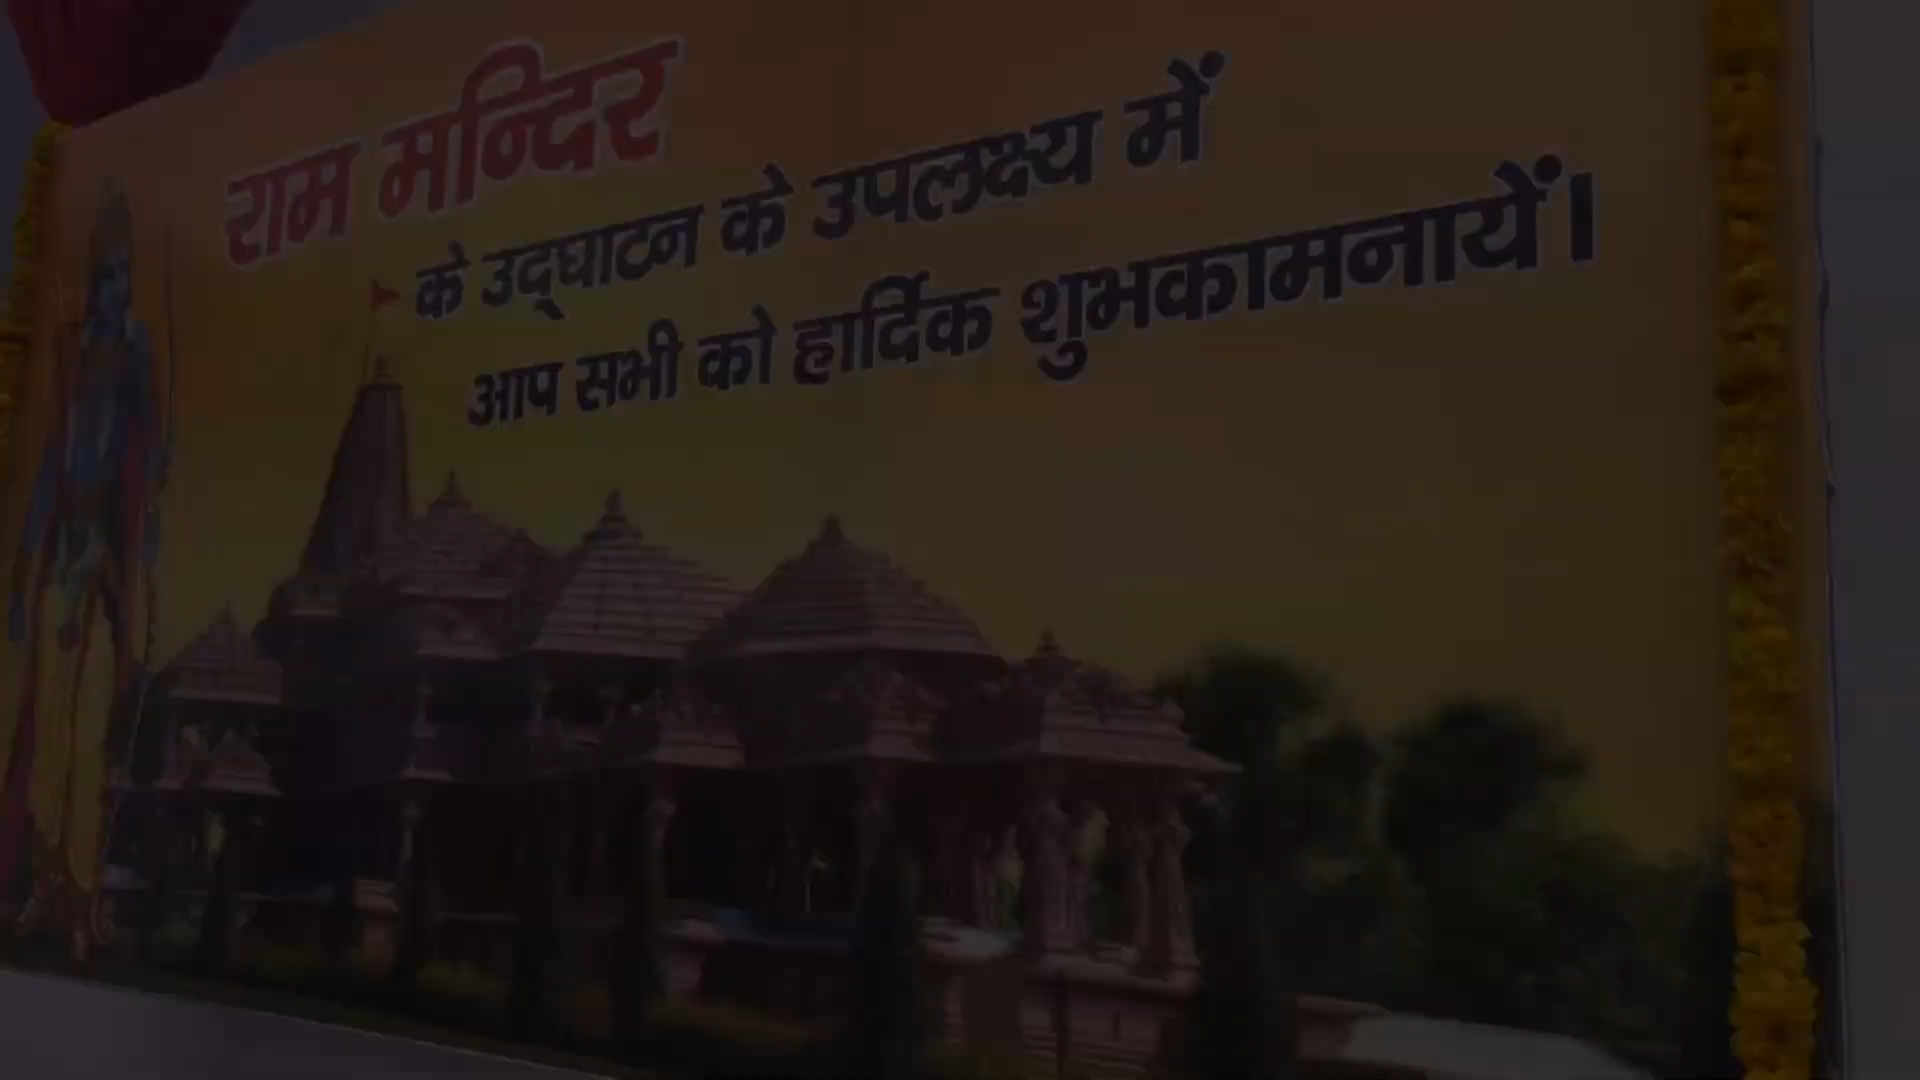 राम मन्दिर
के उद्घाटन के उपलक्ष्य में
आप सभी को हार्दिक शुभकामनायें।